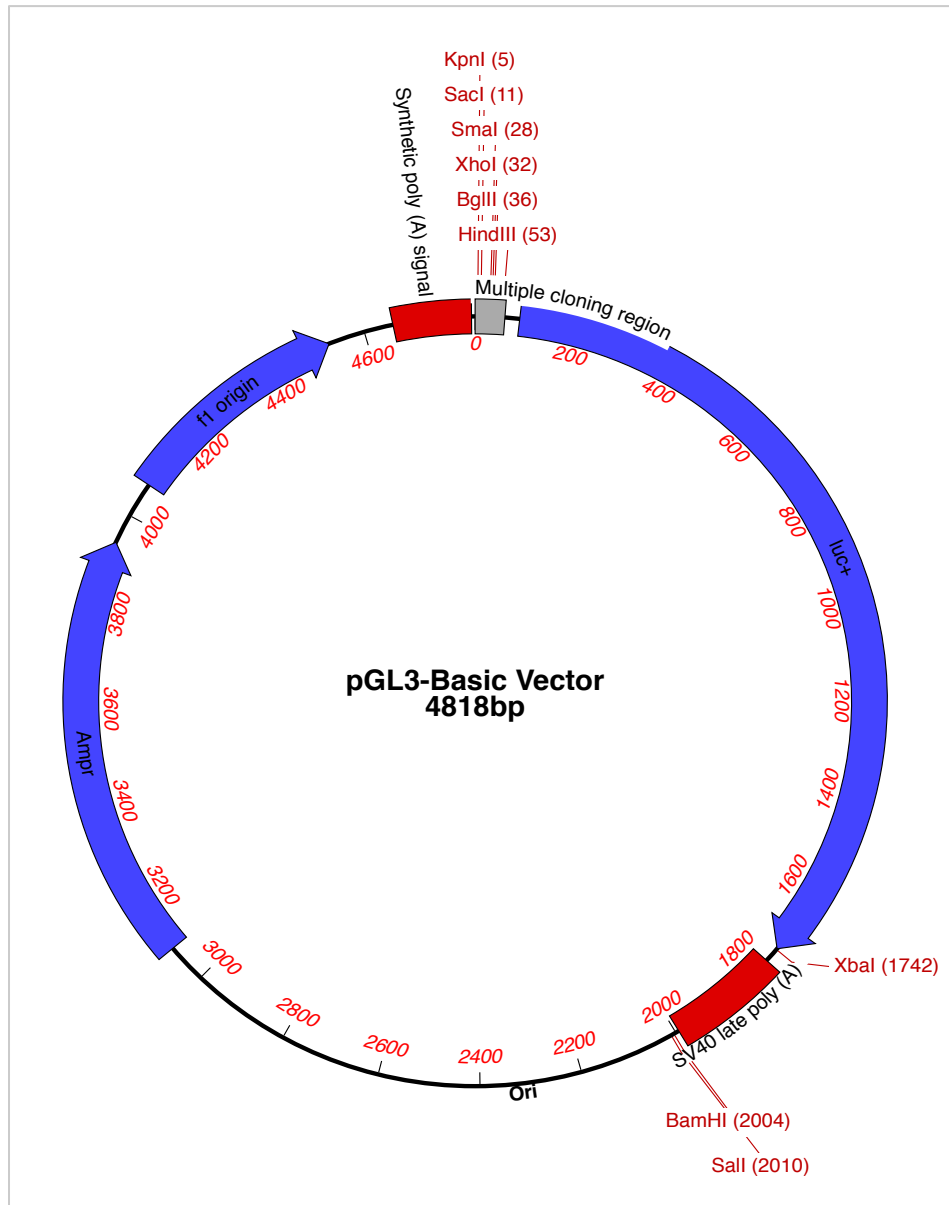 KpnI (5)
SacI (11)
SmaI (28)
XhoI (32)
BglII (36)
HindIII (53)
Synthetic poly (A) signal
Multiple cloning region
0
200
400
600
800
1000
1200
1400
1600
1800
2000
2200
2400
2600
2800
3000
3200
3400
3600
3800
4000
4200
4400
4600
luc+
XbaI (1742)
SV40 late poly (A)
BamHI (2004)
SalI (2010)
Ori
Ampr
f1 origin
pGL3-Basic Vector
4818bp